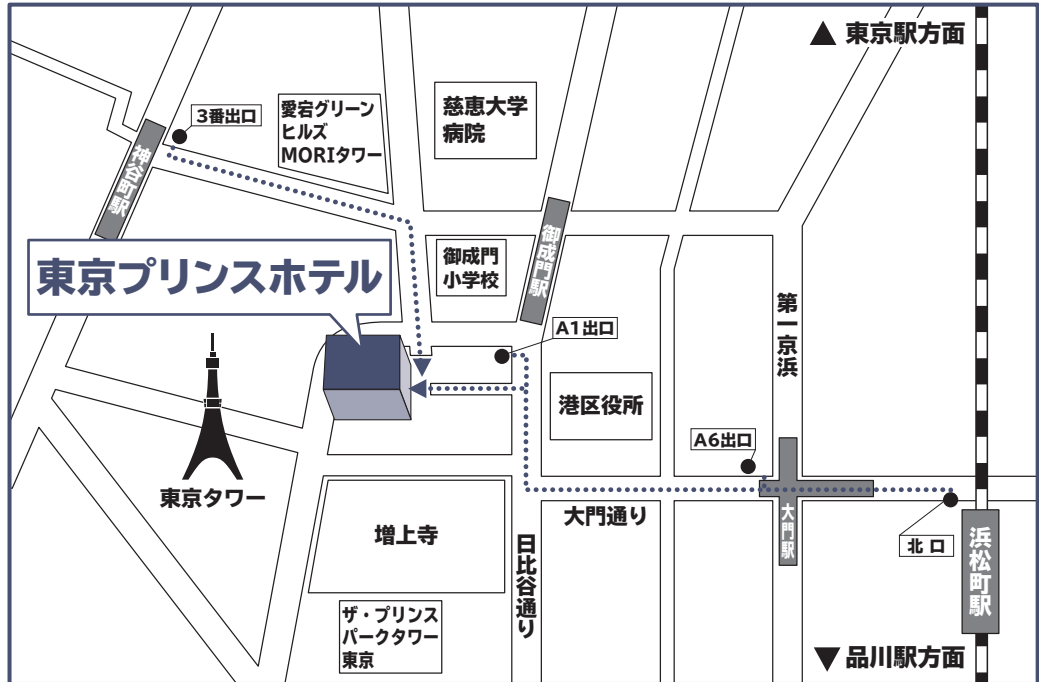 ▲ 東京駅方面
3番出口
愛宕グリーン
ヒルズ
MORIタワー
慈恵大学
病院
神谷町駅
御成門
小学校
御成門駅
東京プリンスホテル
A1出口
第一京浜
港区役所
A6出口
東京タワー
大門通り
大門駅
北口
浜松町駅
増上寺
日比谷通り
ザ・プリンス
パークタワー
東京
▼ 品川駅方面